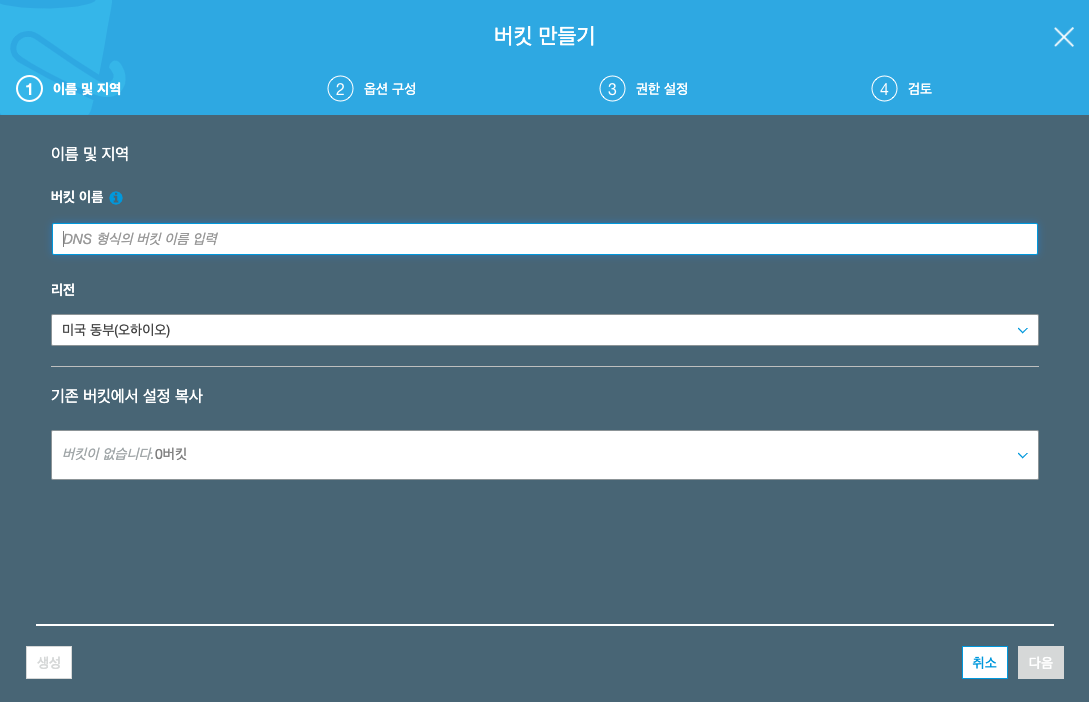 버킷 만들기
1 이름 및 지역
2 옵션 구성
3 권한 설정
4 검토
이름 및 지역
버킷 이름
DNS 형식의 버킷 이름 입력
리전
미국 동부(오하이오)
기존 버킷에서 설정 복사
버킷이 없습니다.0버킷
생성
취소
다음